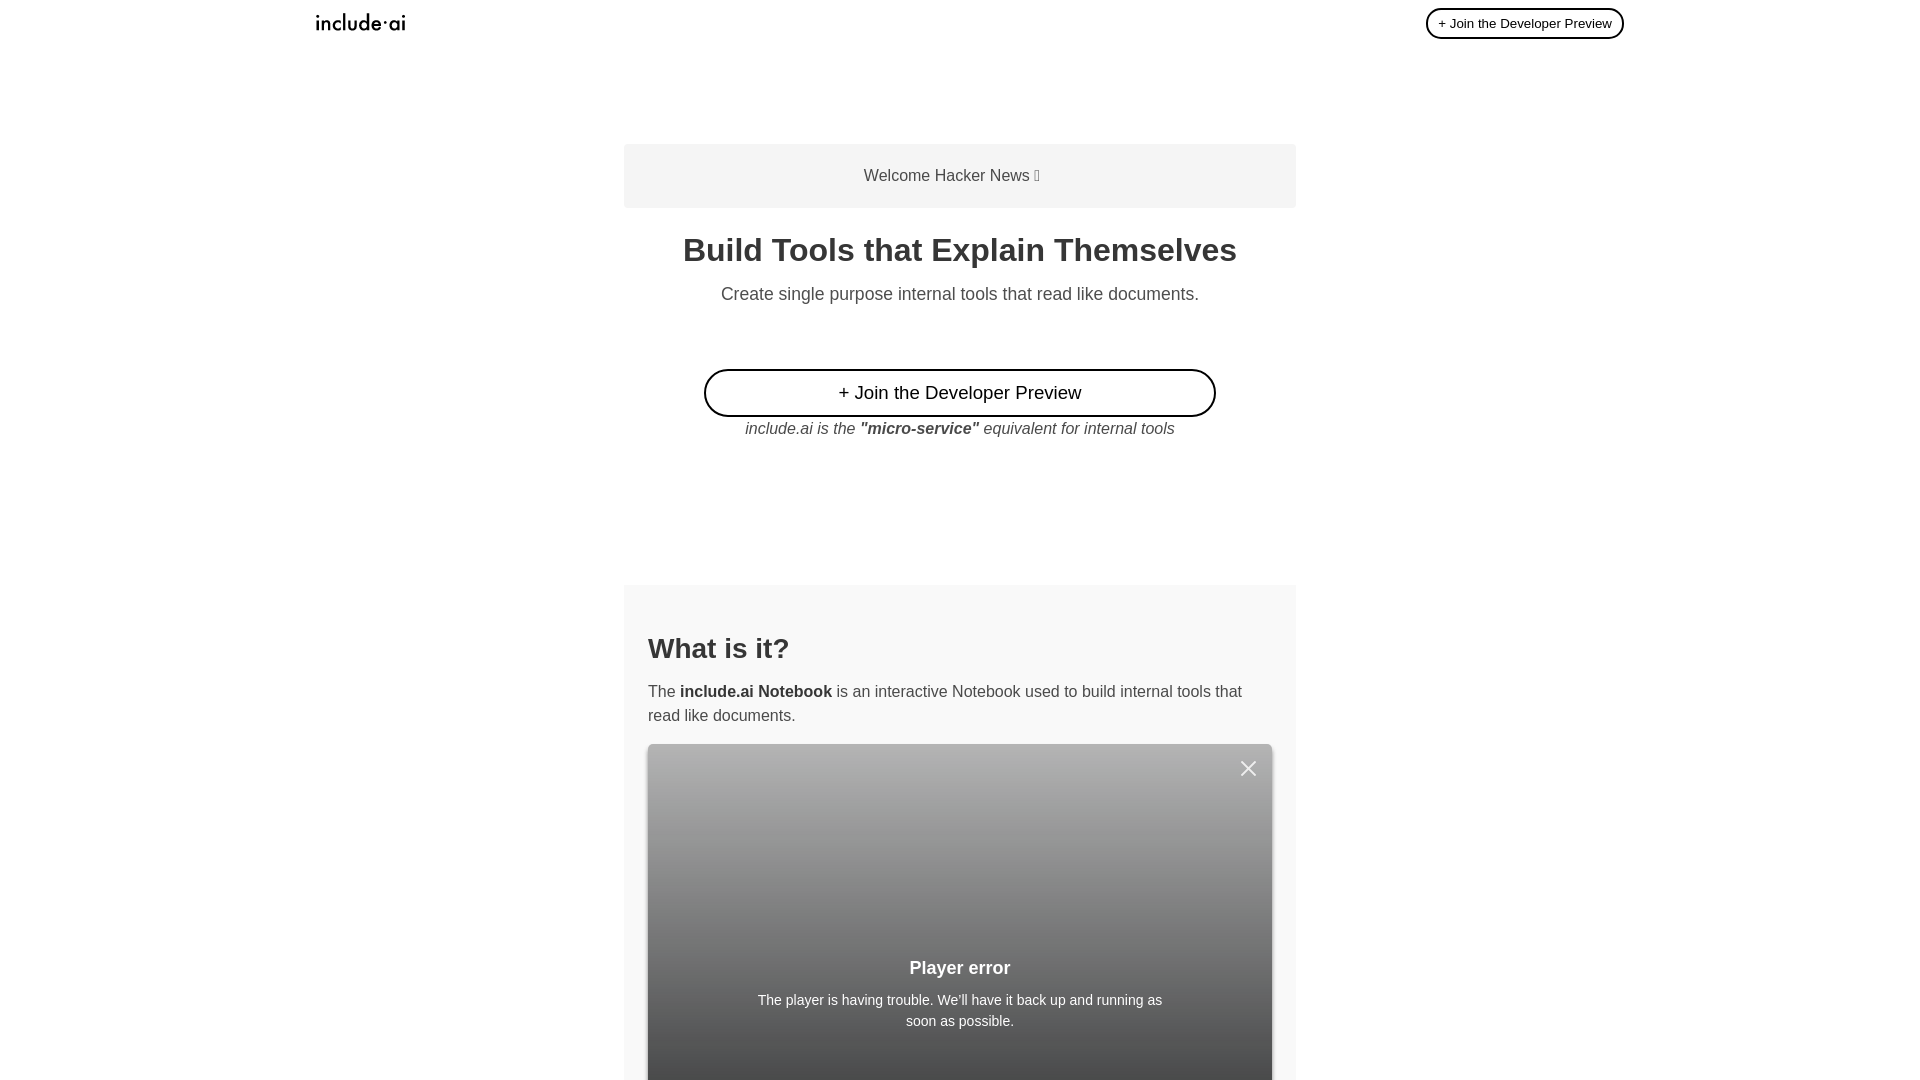 include·ai
+ Join the Developer Preview
Welcome Hacker News
Build Tools that Explain Themselves
Create single purpose internal tools that read like documents.
+ Join the Developer Preview
include.ai is the "micro-service" equivalent for internal tools
What is it?
The include.ai Notebook is an interactive Notebook used to build internal tools that
read like documents.
Player error
The player is having trouble. We’ll have it back up and running as
soon as possible.